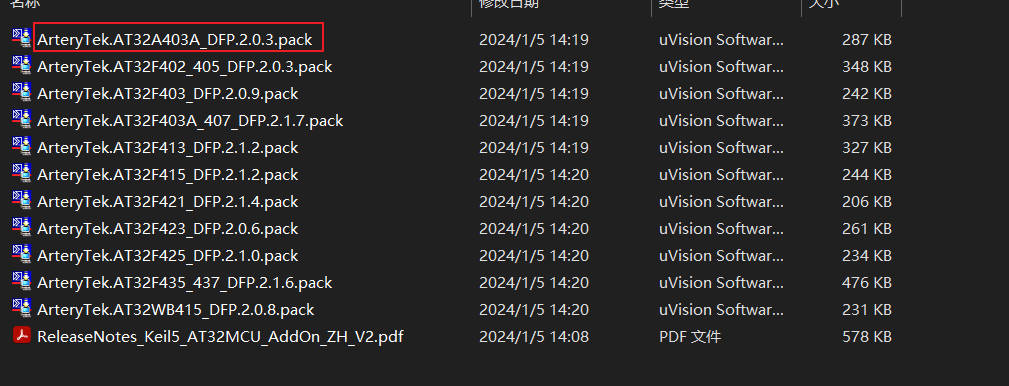 名称 修改日期 类型 大小
ArteryTek.AT32A403A_DFP.2.0.3.pack 2024/1/5 14:19 uVision Softwar... 287 KB
ArteryTek.AT32F402_405_DFP.2.0.3.pack 2024/1/5 14:19 uVision Softwar... 348 KB
ArteryTek.AT32F403_DFP.2.0.9.pack 2024/1/5 14:19 uVision Softwar... 242 KB
ArteryTek.AT32F403A_407_DFP.2.1.7.pack 2024/1/5 14:19 uVision Softwar... 373 KB
ArteryTek.AT32F413_DFP.2.1.2.pack 2024/1/5 14:19 uVision Softwar... 327 KB
ArteryTek.AT32F415_DFP.2.1.2.pack 2024/1/5 14:20 uVision Softwar... 244 KB
ArteryTek.AT32F421_DFP.2.1.4.pack 2024/1/5 14:20 uVision Softwar... 206 KB
ArteryTek.AT32F423_DFP.2.0.6.pack 2024/1/5 14:20 uVision Softwar... 261 KB
ArteryTek.AT32F425_DFP.2.1.0.pack 2024/1/5 14:20 uVision Softwar... 234 KB
ArteryTek.AT32F435_437_DFP.2.1.6.pack 2024/1/5 14:20 uVision Softwar... 476 KB
ArteryTek.AT32WB415_DFP.2.0.8.pack 2024/1/5 14:20 uVision Softwar... 231 KB
ReleaseNotes_Keil5_AT32MCU_AddOn_ZH_V2.pdf 2024/1/5 14:08 PDF 文件 578 KB